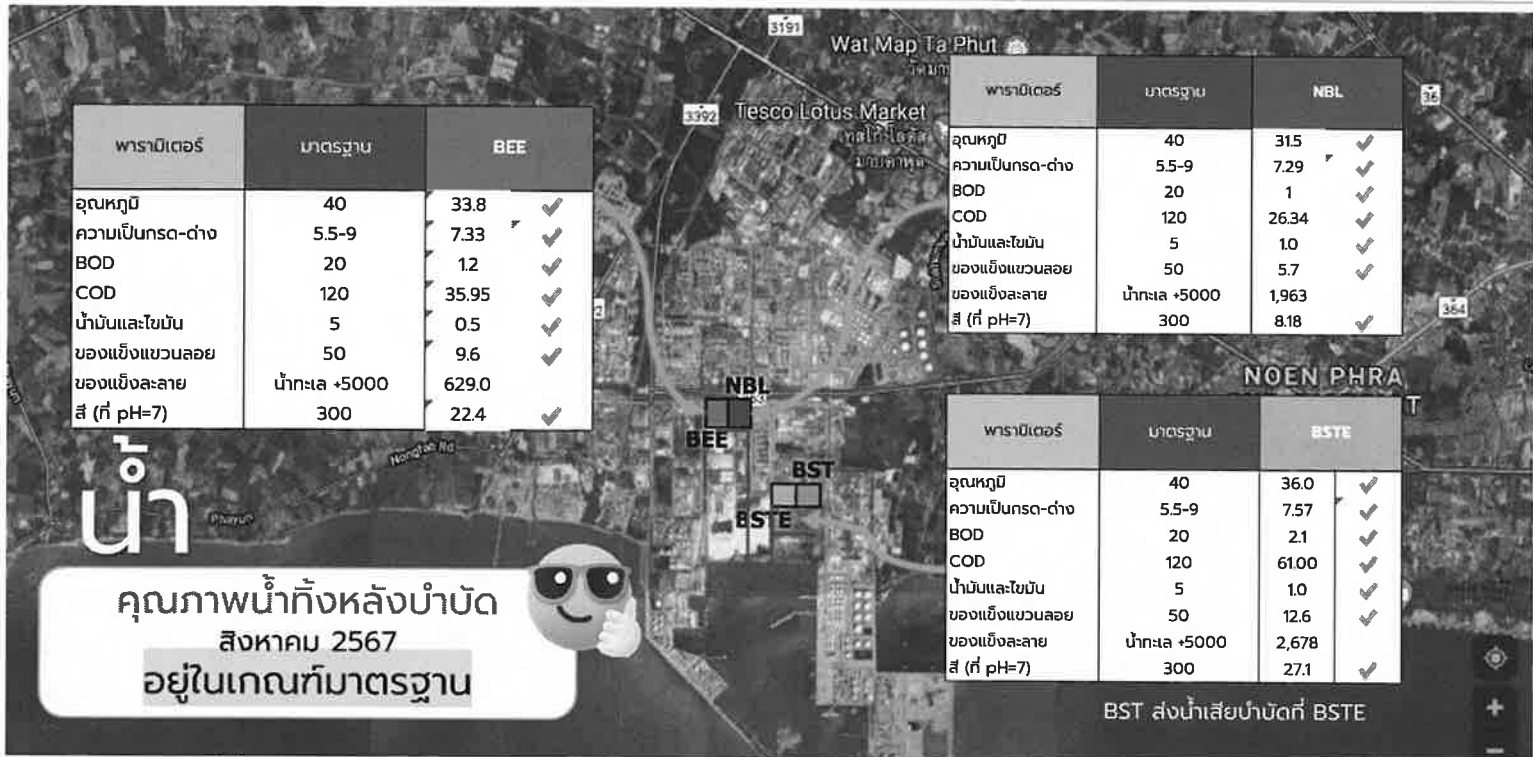 3191
Wat Map Ta Phut
3392
Tesco Lotus Market
เทสโก้ โลตัส
มาบตาพุด
36
พารามิเตอร์ มาตรฐาน BEE
อุณหภูมิ 40 33.8 ✓
ความเป็นกรด-ด่าง 5.5-9 7.33 ✓
BOD 20 1.2 ✓
COD 120 35.95 ✓
น้ำมันและไขมัน 5 0.5 ✓
ของแข็งแขวนลอย 50 9.6 ✓
ของแข็งละลาย น้ำทะเล +5000 629.0
สี (ที่ pH=7) 300 22.4 ✓
พารามิเตอร์ มาตรฐาน NBL
อุณหภูมิ 40 31.5 ✓
ความเป็นกรด-ด่าง 5.5-9 7.29 ✓
BOD 20 1 ✓
COD 120 26.34 ✓
น้ำมันและไขมัน 5 1.0 ✓
ของแข็งแขวนลอย 50 5.7 ✓
ของแข็งละลาย น้ำทะเล +5000 1,963
สี (ที่ pH=7) 300 8.18 ✓
364
NOEN PHRA
NBL
BEE
BST
BSTE
Nongfae Rd
Phayun
พารามิเตอร์ มาตรฐาน BSTE
อุณหภูมิ 40 36.0 ✓
ความเป็นกรด-ด่าง 5.5-9 7.57 ✓
BOD 20 2.1 ✓
COD 120 61.00 ✓
น้ำมันและไขมัน 5 1.0 ✓
ของแข็งแขวนลอย 50 12.6 ✓
ของแข็งละลาย น้ำทะเล +5000 2,678
สี (ที่ pH=7) 300 27.1 ✓
น้ำ
คุณภาพน้ำทิ้งหลังบำบัด
สิงหาคม 2567
อยู่ในเกณฑ์มาตรฐาน
BST ส่งน้ำเสียบำบัดที่ BSTE